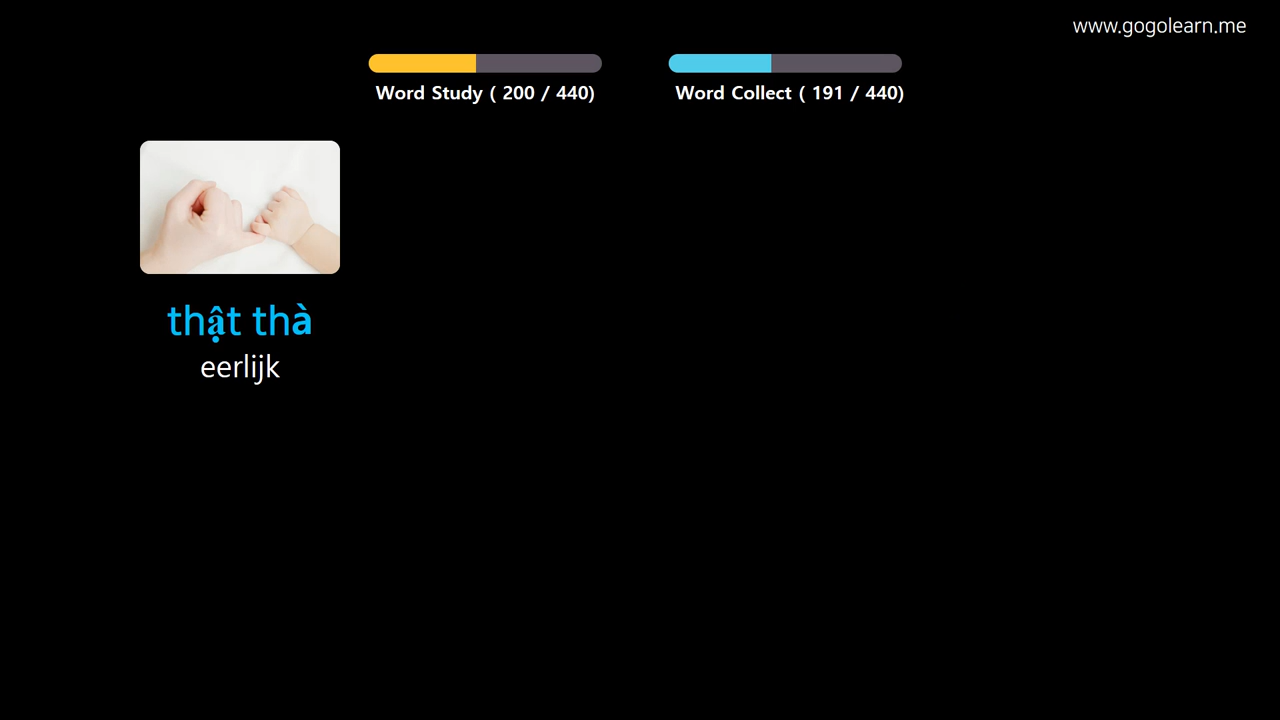 www.gogolearn.me
Word Study ( 200 / 440)
Word Collect ( 191 / 440)
thật thà
eerlijk